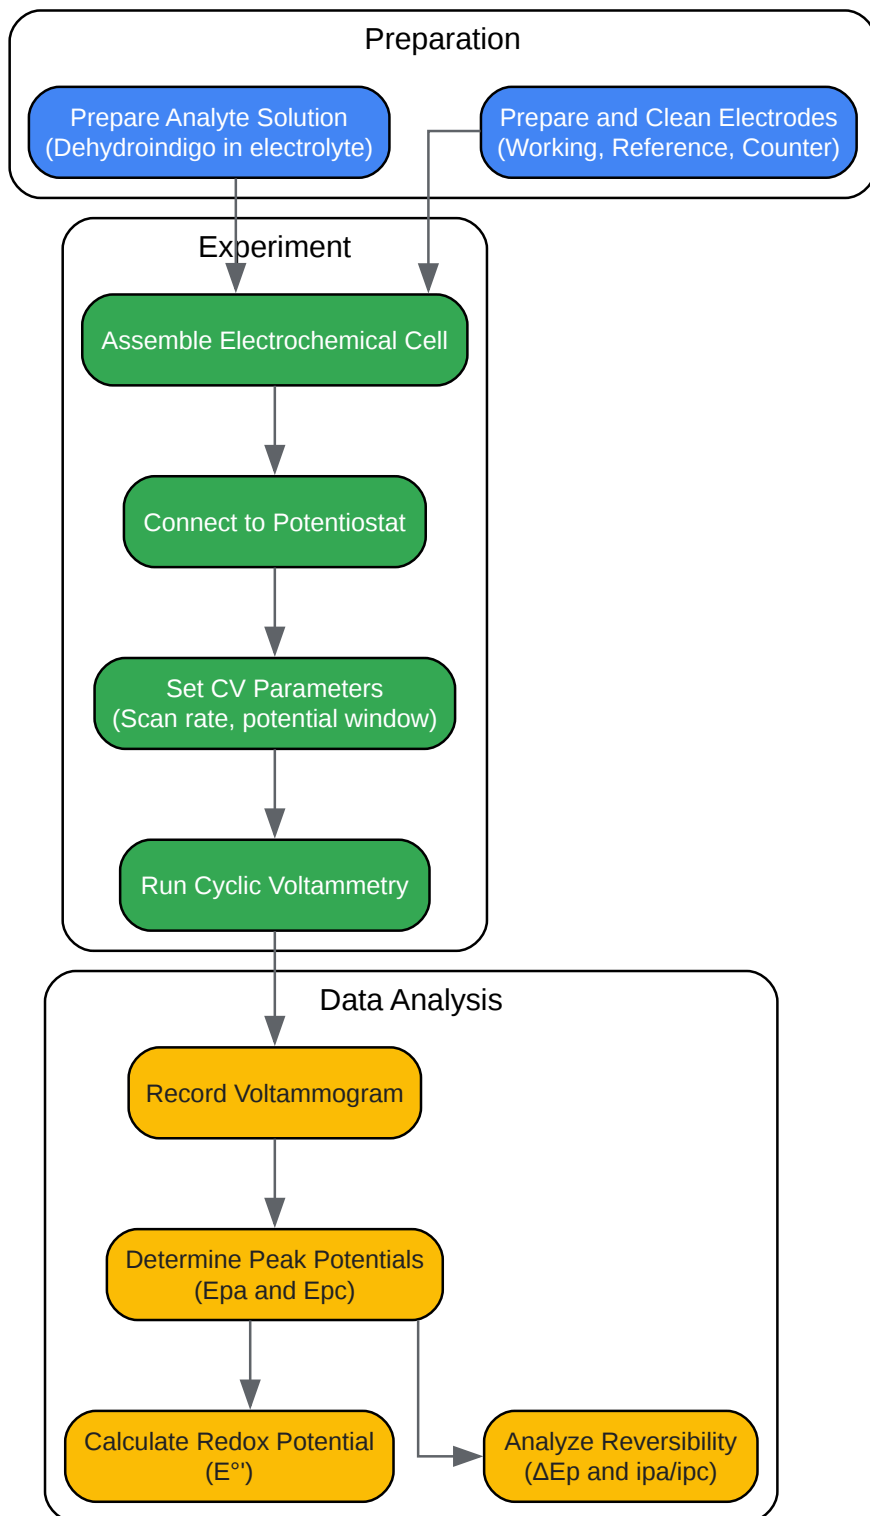 Preparation
Prepare Analyte Solution
(Dehydroindigo in electrolyte)
Prepare and Clean Electrodes
(Working, Reference, Counter)
Experiment
Assemble Electrochemical Cell
Connect to Potentiostat
Set CV Parameters
(Scan rate, potential window)
Run Cyclic Voltammetry
Data Analysis
Record Voltammogram
Determine Peak Potentials
(Epa and Epc)
Calculate Redox Potential
(E°')
Analyze Reversibility
(ΔEp and ipa/ipc)